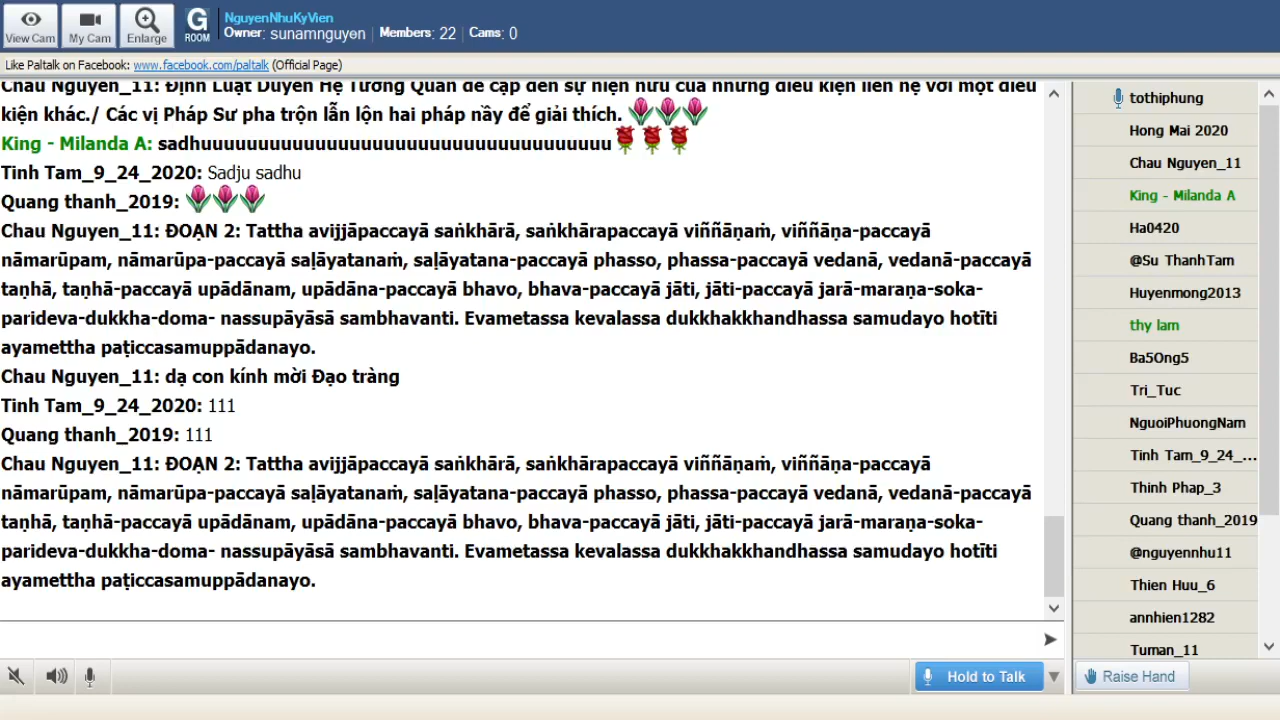 View Cam
My Cam
Enlarge
G
ROOM
NguyenNhuKyVien
Owner: sunamnguyen | Members: 22 | Cams: 0
Like Paltalk on Facebook: www.facebook.com/paltalk (Official Page)
Chau Nguyen_11: Định Luật Duyên Hệ Tương Quan đề cập đến sự hiện hữu của những điều kiện liên hệ với một điều
kiện khác./ Các vị Pháp Sư pha trộn lẫn lộn hai pháp nầy để giải thích.
King - Milanda A: sadhuuuuuuuuuuuuuuuuuuuuuuuuuuuuuuuuuuuu
Tinh Tam_9_24_2020: Sadju sadhu
Quang thanh_2019:
Chau Nguyen_11: ĐOẠN 2: Tattha avijjāpaccayā saṅkhārā, saṅkhārapaccayā viññāṇaṁ, viññāṇa-paccayā
nāmarūpam, nāmarūpa-paccayā saḷāyatanaṁ, saḷāyatana-paccayā phasso, phassa-paccayā vedanā, vedanā-paccayā
taṇhā, taṇhā-paccayā upādānam, upādāna-paccayā bhavo, bhava-paccayā jāti, jāti-paccayā jarā-maraṇa-soka-
parideva-dukkha-doma- nassupāyāsā sambhavanti. Evametassa kevalassa dukkhakkhandhassa samudayo hotīti
ayamettha paṭiccasamuppādanayo.
Chau Nguyen_11: dạ con kính mời Đạo tràng
Tinh Tam_9_24_2020: 111
Quang thanh_2019: 111
Chau Nguyen_11: ĐOẠN 2: Tattha avijjāpaccayā saṅkhārā, saṅkhārapaccayā viññāṇaṁ, viññāṇa-paccayā
nāmarūpam, nāmarūpa-paccayā saḷāyatanaṁ, saḷāyatana-paccayā phasso, phassa-paccayā vedanā, vedanā-paccayā
taṇhā, taṇhā-paccayā upādānam, upādāna-paccayā bhavo, bhava-paccayā jāti, jāti-paccayā jarā-maraṇa-soka-
parideva-dukkha-doma- nassupāyāsā sambhavanti. Evametassa kevalassa dukkhakkhandhassa samudayo hotīti
ayamettha paṭiccasamuppādanayo.
tothiphung
Hong Mai 2020
Chau Nguyen_11
King - Milanda A
Ha0420
@Su ThanhTam
Huyenmong2013
thy lam
Ba5Ong5
Tri_Tuc
NguoiPhuongNam
Tinh Tam_9_24_...
Thinh Phap_3
Quang thanh_2019
@nguyennhu11
Thien Huu_6
annhien1282
Tuman_11
Hold to Talk
Raise Hand